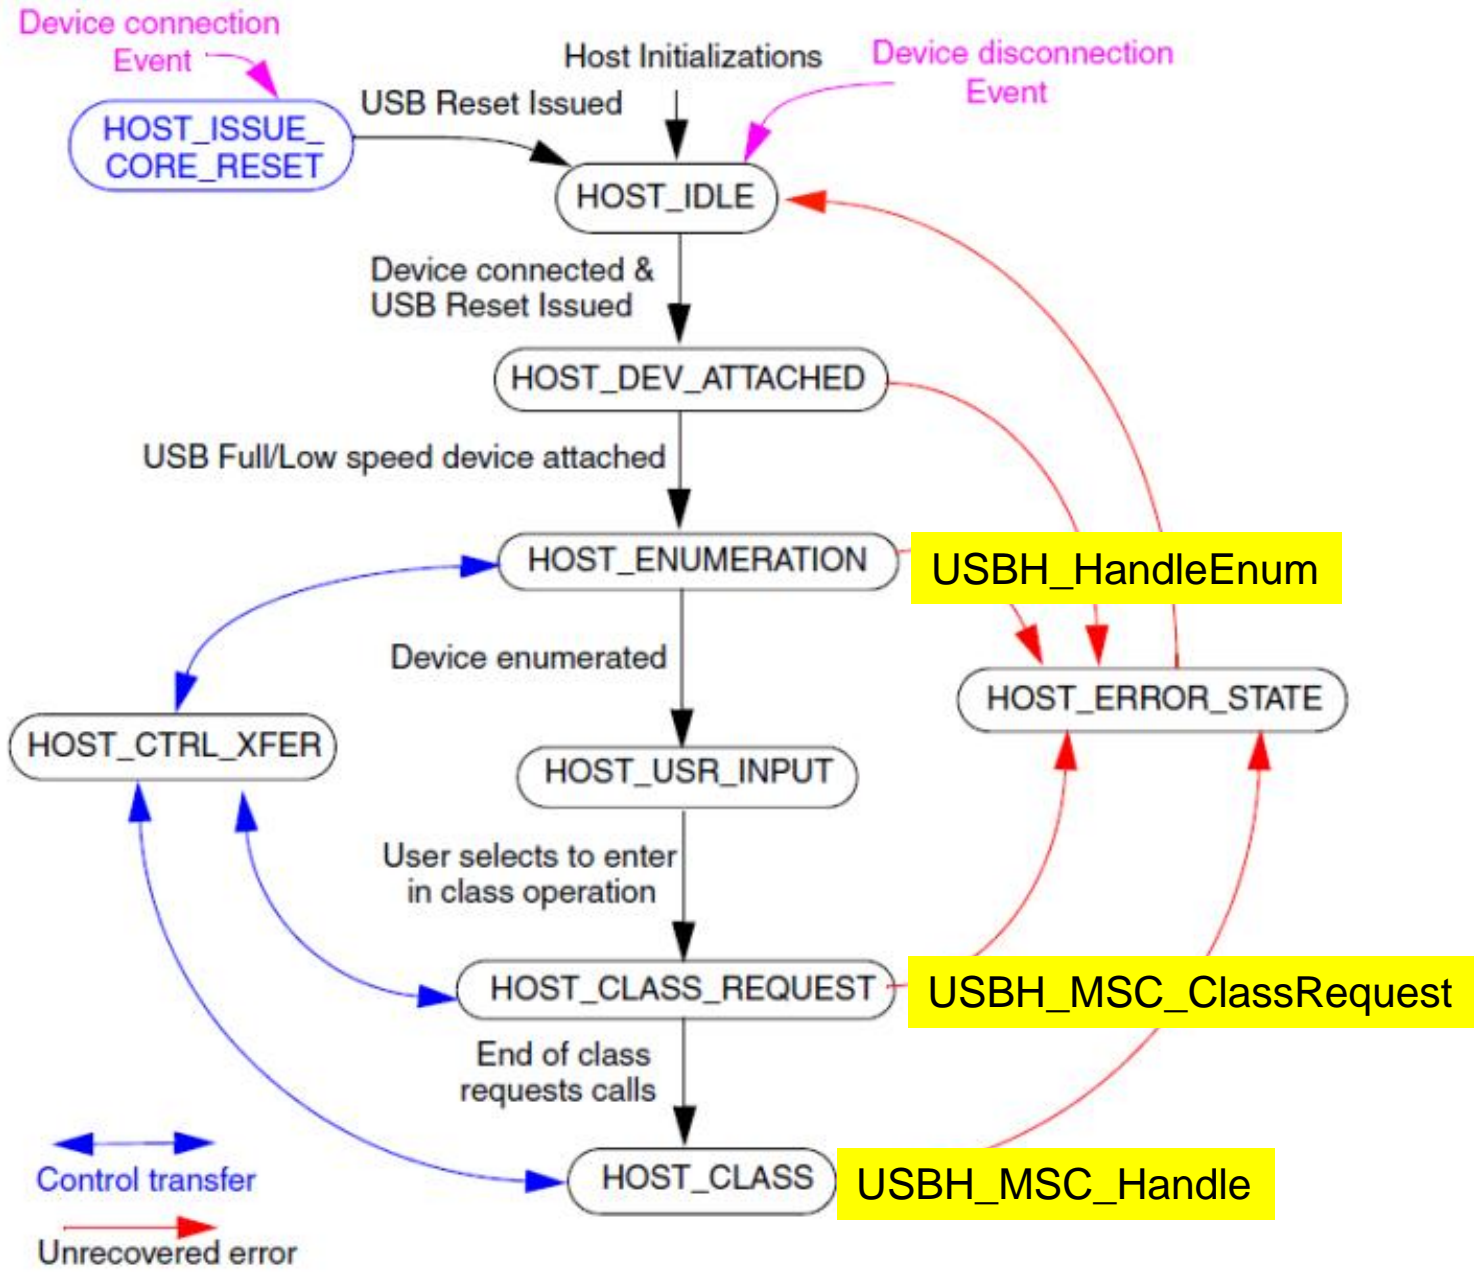 Device connection
Event
Host Initializations
Device disconnection
Event
USB Reset Issued
HOST_ISSUE_
CORE_RESET
HOST_IDLE
Device connected &
USB Reset Issued
HOST_DEV_ATTACHED
USB Full/Low speed device attached
HOST_ENUMERATION
USBH_HandleEnum
Device enumerated
HOST_ERROR_STATE
HOST_CTRL_XFER
HOST_USR_INPUT
User selects to enter
in class operation
HOST_CLASS_REQUEST
USBH_MSC_ClassRequest
End of class
requests calls
HOST_CLASS
USBH_MSC_Handle
Control transfer
Unrecovered error